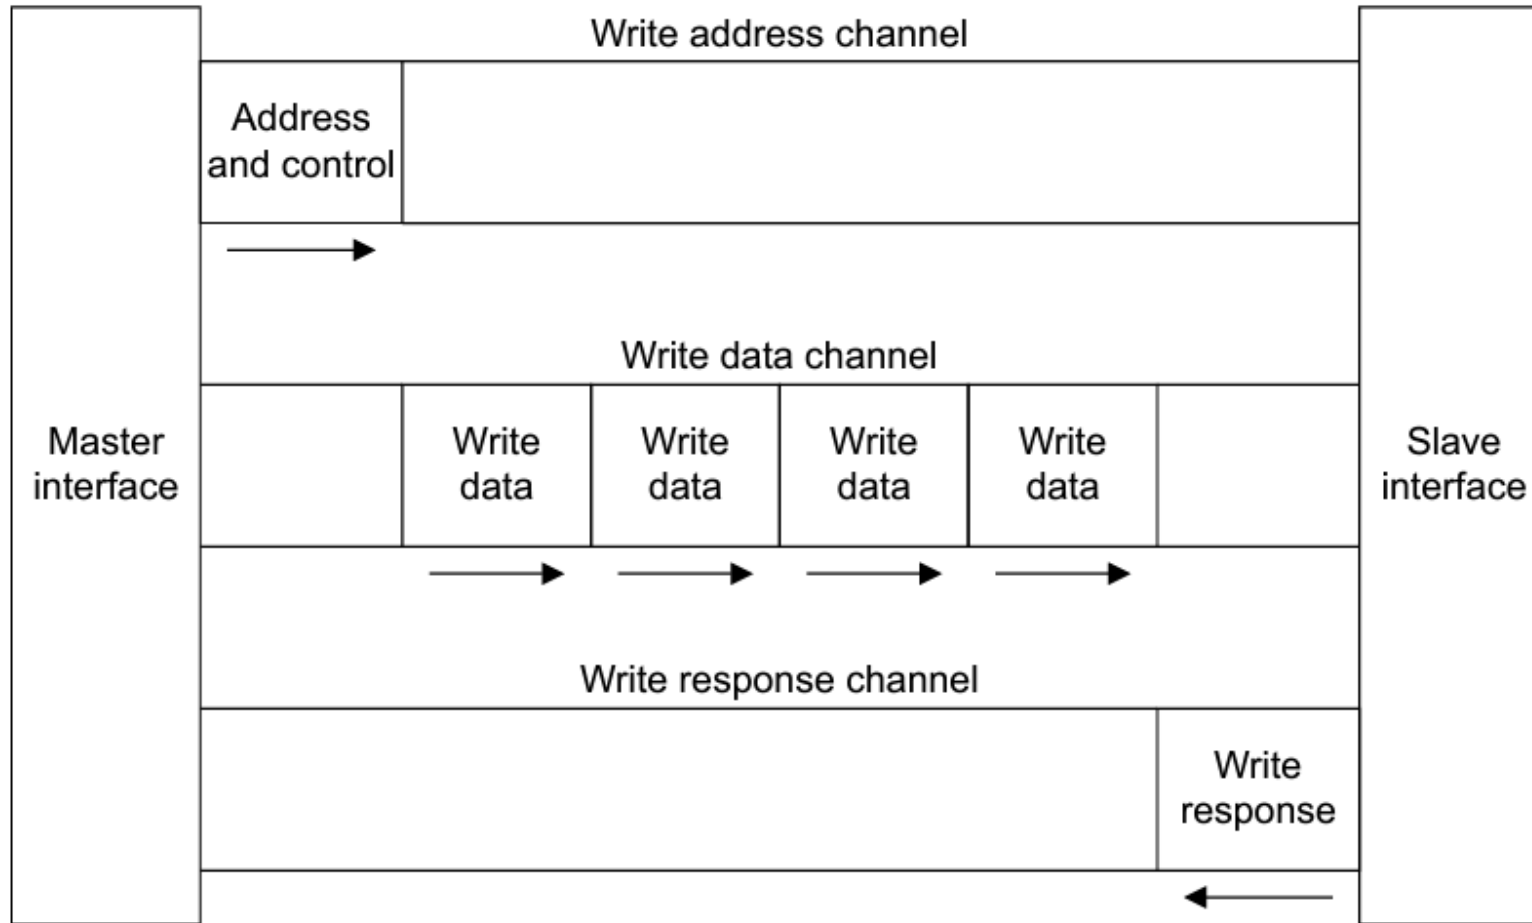 Write address channel
Address
and control
Write data channel
Master
interface
Write
data
Write
data
Write
data
Write
data
Slave
interface
Write response channel
Write
response